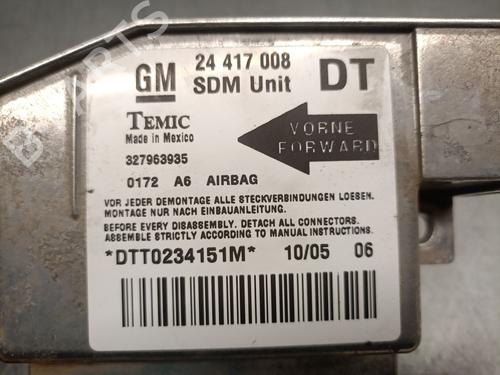 GM 24 417 008 DT
SDM Unit
TEMIC
Made in Mexico
VORNE
FORWARD
327963935
0172 A6 AIRBAG
VOR JEDER DEMONTAGE ALLE STECKVERBINDUNGEN LOESEN.
MONTAGE NUR NACH EINBAUANLEITUNG.
BEFORE EVERY DISASSEMBLY. DETACH ALL CONNECTORS.
ASSEMBLE STRICTLY ACCORDING TO MANUAL INSTRUCTIONS.
*DTT0234151M* 10/05 06